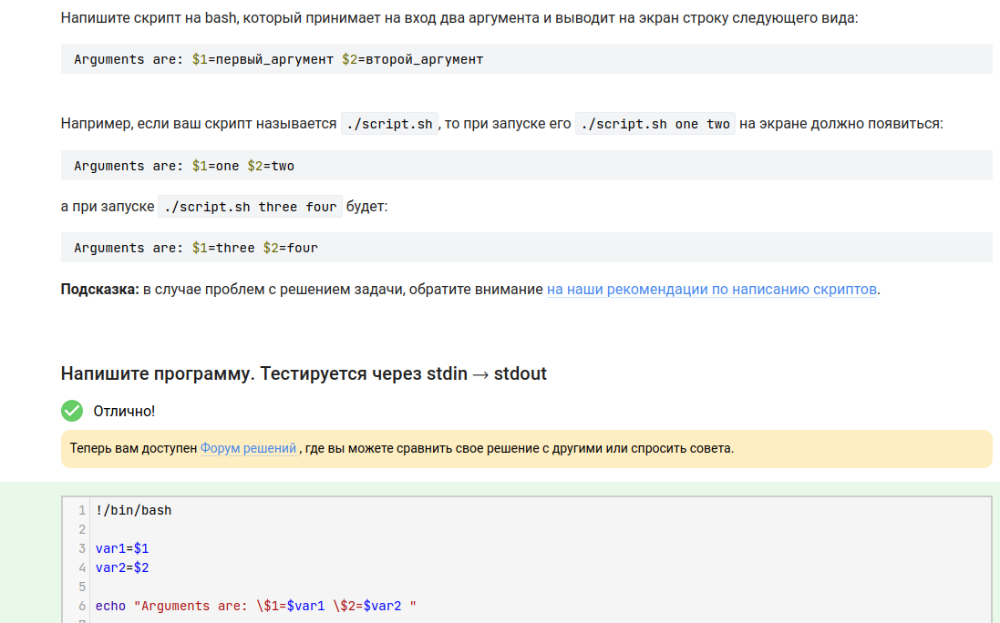 Напишите скрипт на bash, который принимает на вход два аргумента и выводит на экран строку следующего вида:
Arguments are: $1=первый_аргумент $2=второй_аргумент
Например, если ваш скрипт называется ./script.sh, то при запуске его ./script.sh one two на экране должно появиться:
Arguments are: $1=one $2=two
а при запуске ./script.sh three four будет:
Arguments are: $1=three $2=four
Подсказка: в случае проблем с решением задачи, обратите внимание на наши рекомендации по написанию скриптов.
Напишите программу. Тестируется через stdin → stdout
Отлично!
Теперь вам доступен Форум решений , где вы можете сравнить свое решение с другими или спросить совета.
1 !/bin/bash
2
3 var1=$1
4 var2=$2
5
6 echo "Arguments are: \$1=$var1 \$2=$var2 "